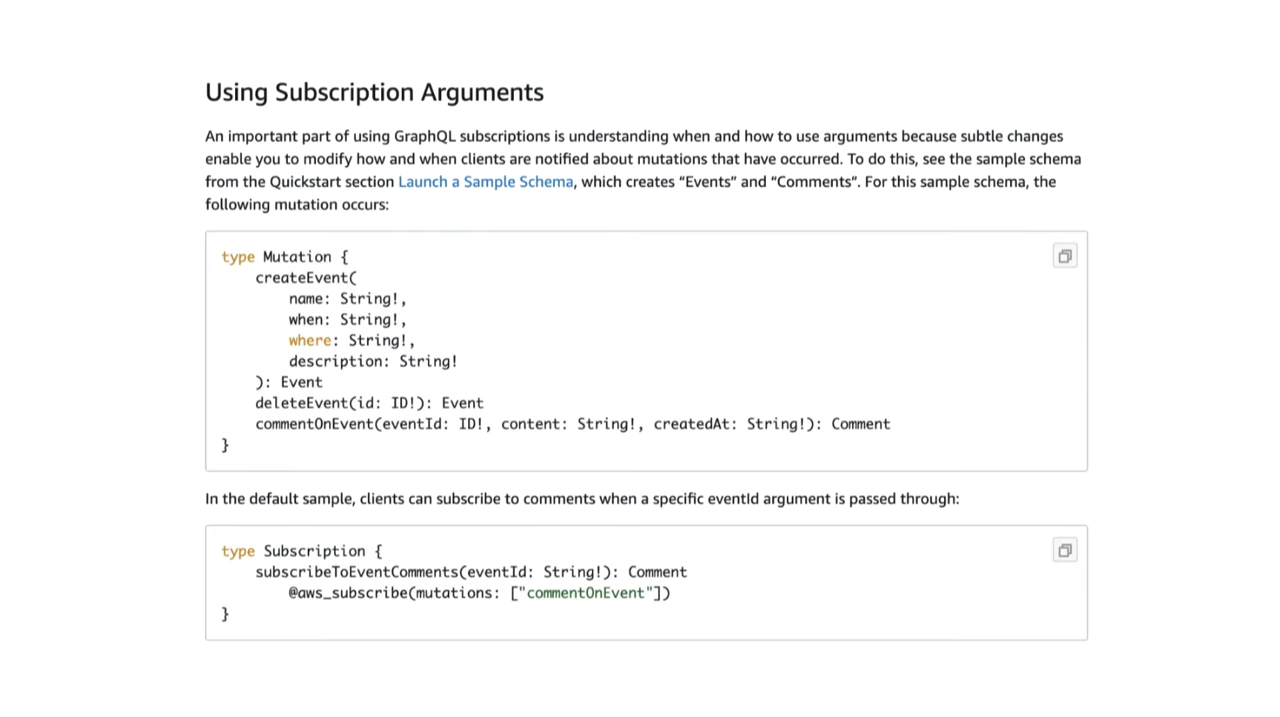 Using Subscription Arguments
An important part of using GraphQL subscriptions is understanding when and how to use arguments because subtle changes
enable you to modify how and when clients are notified about mutations that have occurred. To do this, see the sample schema
from the Quickstart section Launch a Sample Schema, which creates “Events” and “Comments”. For this sample schema, the
following mutation occurs:
type Mutation {
    createEvent(
        name: String!,
        when: String!,
        where: String!,
        description: String!
    ): Event
    deleteEvent(id: ID!): Event
    commentOnEvent(eventId: ID!, content: String!, createdAt: String!): Comment
}
In the default sample, clients can subscribe to comments when a specific eventId argument is passed through:
type Subscription {
    subscribeToEventComments(eventId: String!): Comment
        @aws_subscribe(mutations: ["commentOnEvent"])
}